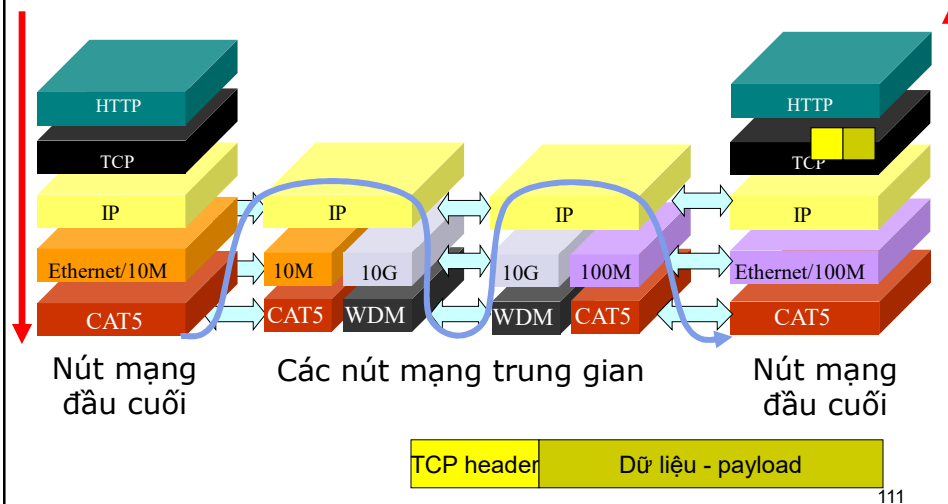 HTTP
TCP
IP
Ethernet/10M
CAT5
IP
10M
10G
CAT5
WDM
IP
10G
100M
WDM
CAT5
HTTP
TCP
IP
Ethernet/100M
CAT5
Nút mạng
đầu cuối
Các nút mạng trung gian
Nút mạng
đầu cuối
TCP header
Dữ liệu - payload
111